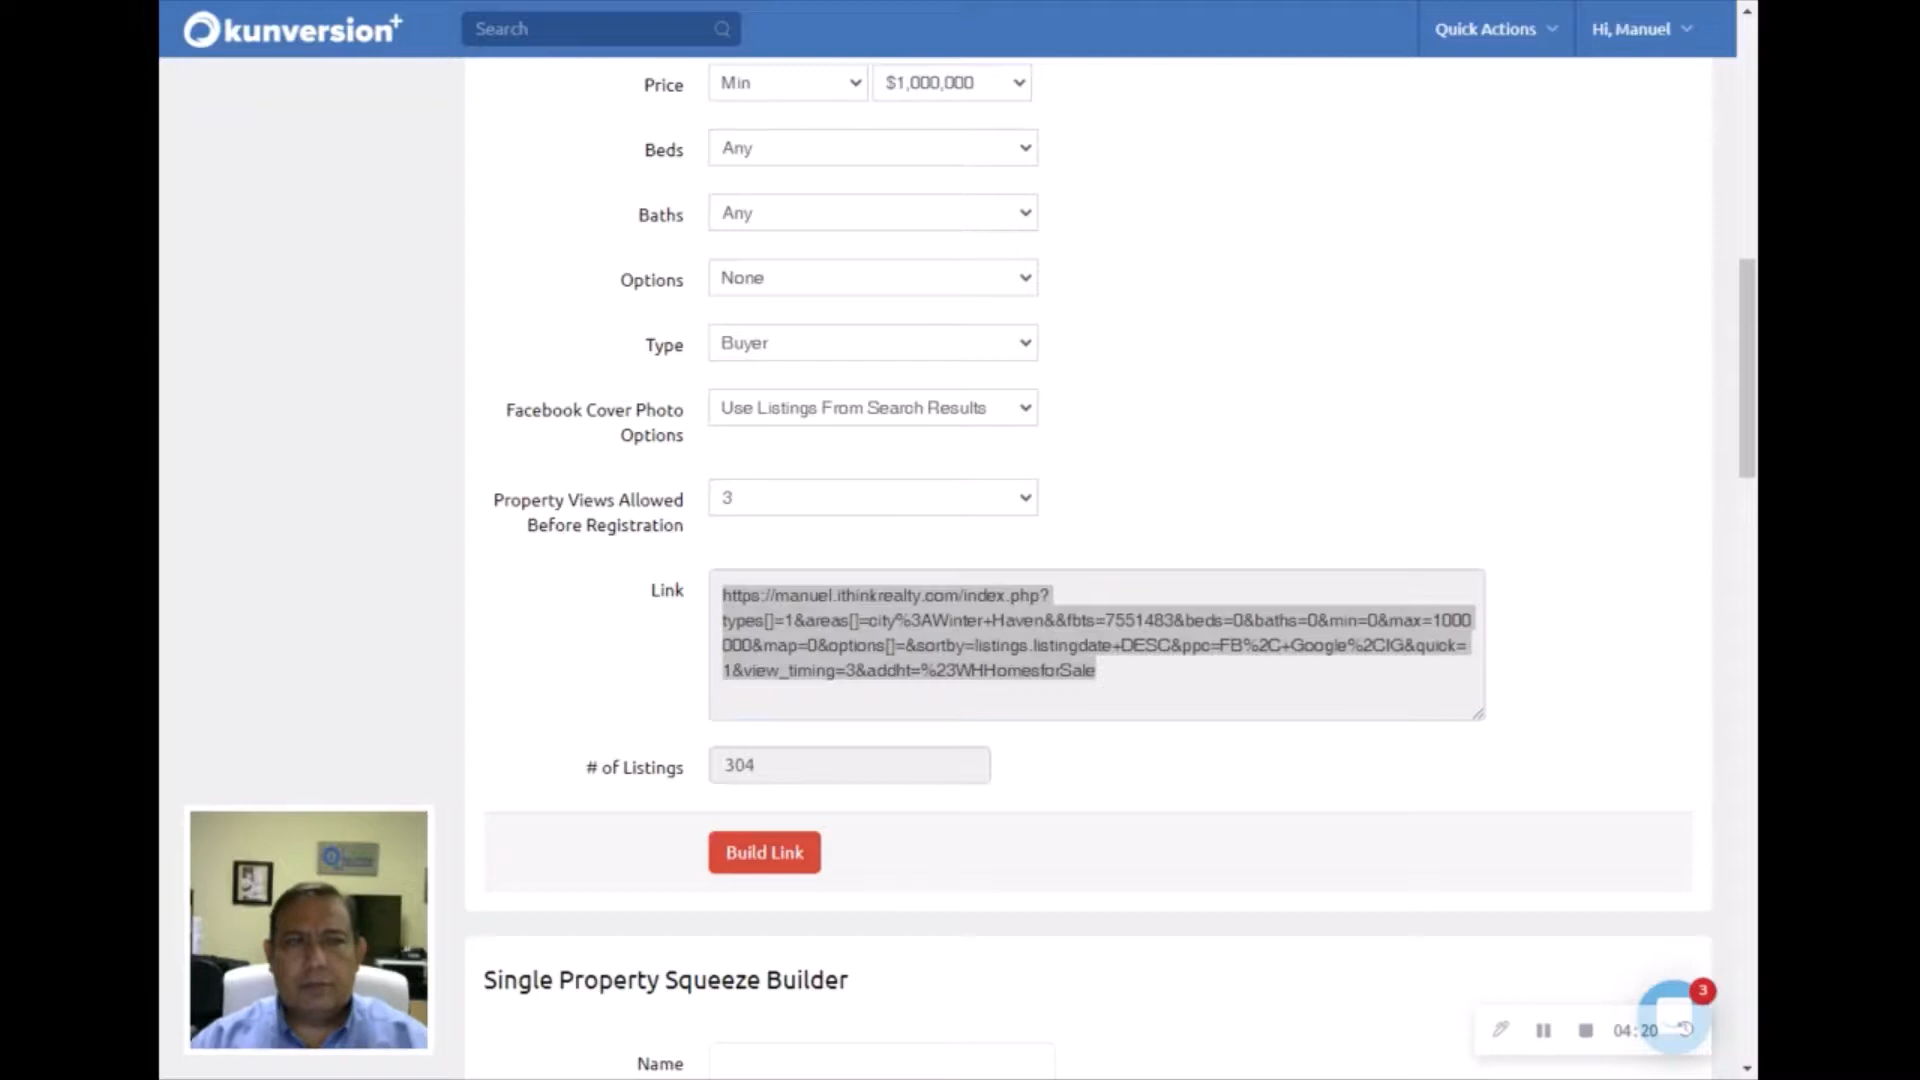 kunversion+
Search
Quick Actions
Hi, Manuel
Price
Min
$1,000,000
Beds
Any
Baths
Any
Options
None
Type
Buyer
Facebook Cover Photo
Options
Use Listings From Search Results
Property Views Allowed
Before Registration
3
Link
https://manuel.ithinkrealty.com/index.php?
types[]=1&areas[]=city%3AWinter+Haven&&fbts=7551483&beds=0&baths=0&min=0&max=1000
000&map=0&options[]=&sortby=listings.listingdate+DESC&ppc=FB%2C+Google%2CIG&quick=
1&view_timing=3&addht=%23WHHomesforSale
# of Listings
304
Build Link
Single Property Squeeze Builder
Name
3
04:20